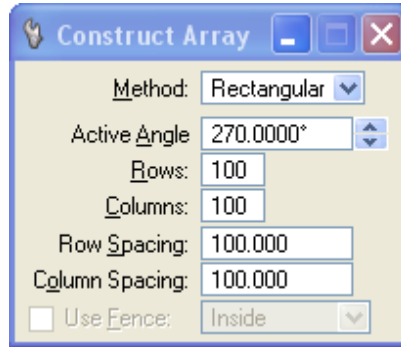 Construct Array
Method: Rectangular
Active Angle 270.0000°
Rows: 100
Columns: 100
Row Spacing: 100.000
Column Spacing: 100.000
Use Fence: Inside